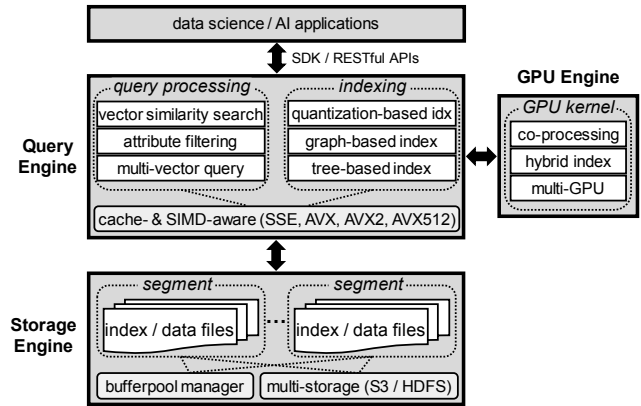 data science / AI applications
SDK / RESTful APIs
Query
Engine
query processing
vector similarity search
attribute filtering
multi-vector query
indexing
quantization-based idx
graph-based index
tree-based index
cache- & SIMD-aware (SSE, AVX, AVX2, AVX512)
GPU Engine
GPU kernel
co-processing
hybrid index
multi-GPU
Storage
Engine
segment
index / data files
...
segment
index / data files
bufferpool manager
multi-storage (S3 / HDFS)